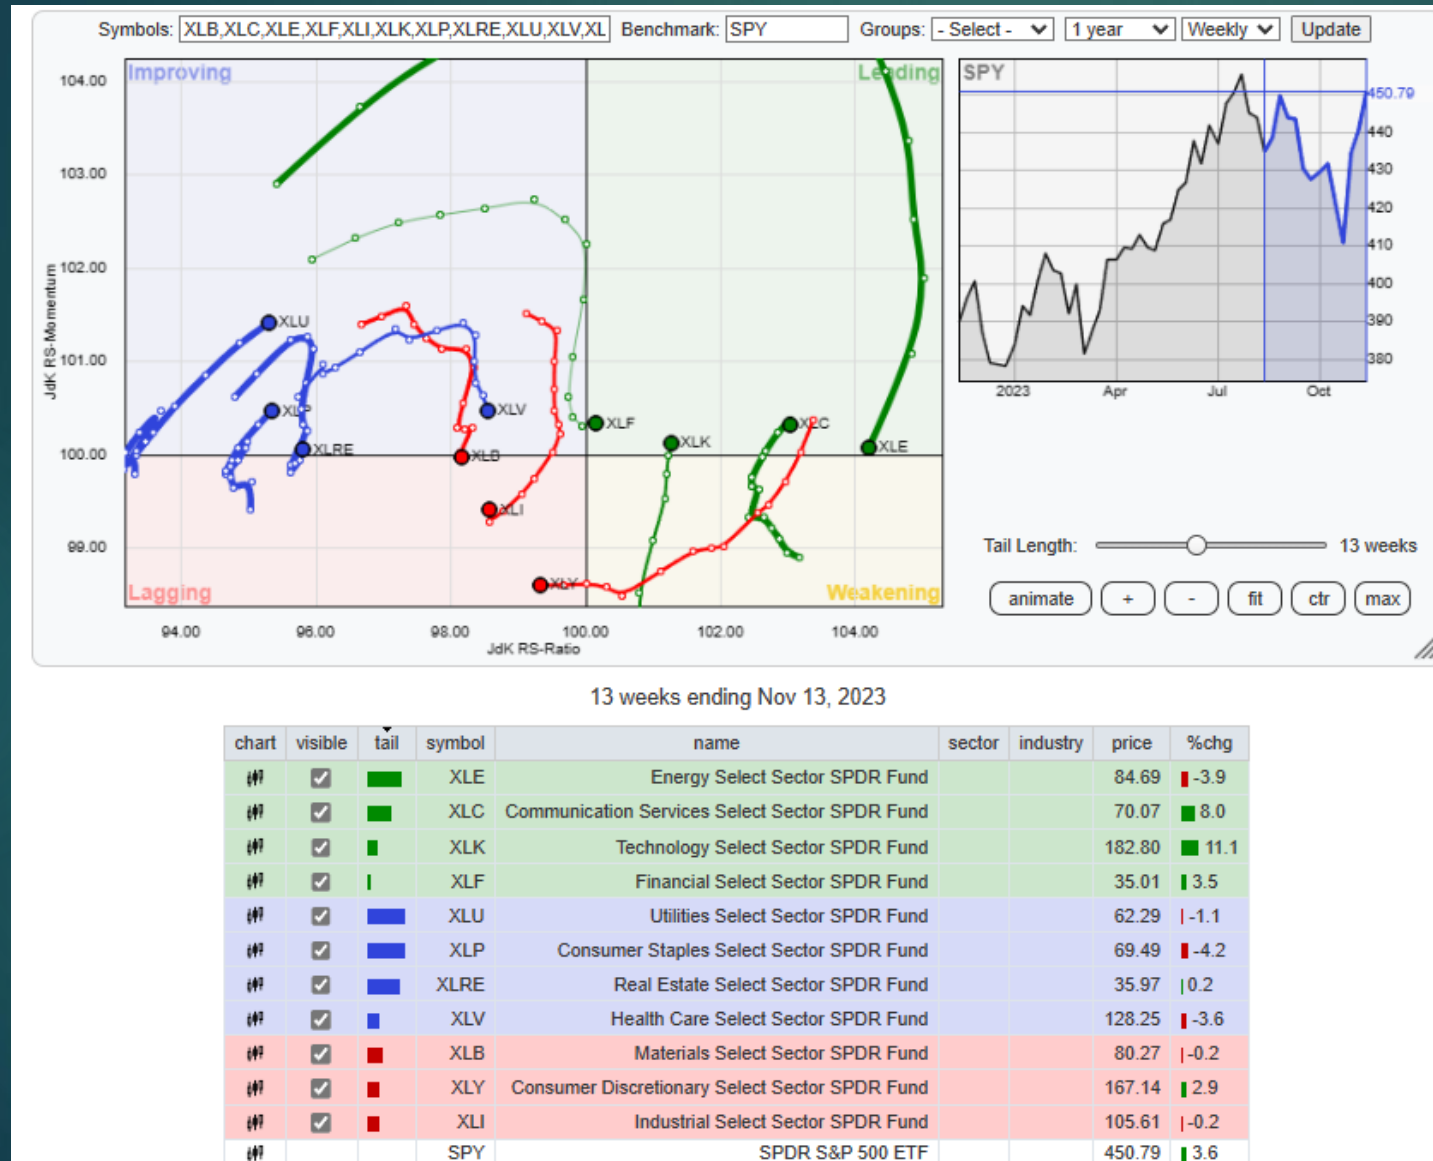 Symbols: XLB,XLC,XLE,XLF,XLI,XLK,XLP,XLRE,XLU,XLV,XL Benchmark: SPY Groups: - Select - 1 year Weekly Update
Improving
Leading
SPY
104.00
103.00
102.00
101.00
100.00
99.00
JdK RS-Momentum
XLU
XLP
XLRE
XLV
XLB
XLI
XLY
XLF
XLK
XLC
XLE
Lagging
Weakening
94.00 96.00 98.00 100.00 102.00 104.00
JdK RS-Ratio
450.79
440
430
420
410
400
390
380
2023 Apr Jul Oct
Tail Length: 13 weeks
animate + - fit ctr max
13 weeks ending Nov 13, 2023
chart visible tail symbol name sector industry price %chg
XLE Energy Select Sector SPDR Fund 84.69 -3.9
XLC Communication Services Select Sector SPDR Fund 70.07 8.0
XLK Technology Select Sector SPDR Fund 182.80 11.1
XLF Financial Select Sector SPDR Fund 35.01 3.5
XLU Utilities Select Sector SPDR Fund 62.29 -1.1
XLP Consumer Staples Select Sector SPDR Fund 69.49 -4.2
XLRE Real Estate Select Sector SPDR Fund 35.97 0.2
XLV Health Care Select Sector SPDR Fund 128.25 -3.6
XLB Materials Select Sector SPDR Fund 80.27 -0.2
XLY Consumer Discretionary Select Sector SPDR Fund 167.14 2.9
XLI Industrial Select Sector SPDR Fund 105.61 -0.2
SPY SPDR S&P 500 ETF 450.79 3.6